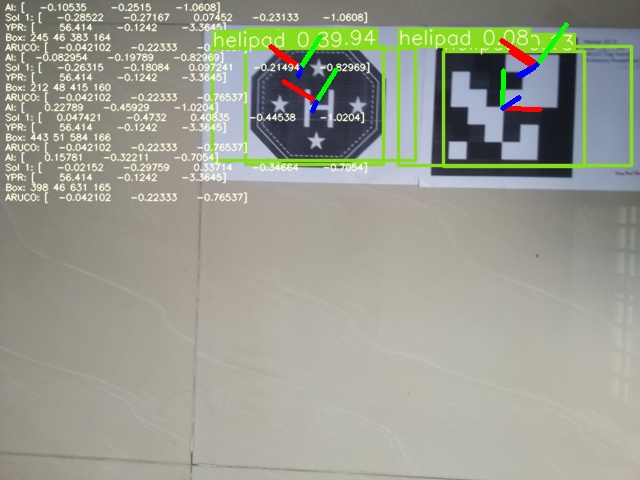 AI: [ −0.10535 −0.2515 −1.0608]
Sol 1: [ −0.28522 −0.27167 0.07452 −0.23133 −1.0608]
YPR: [ 56.414 −0.1242 −3.3645]
Box: 245 46 383 164
ARUCO: [ −0.042102 −0.22333
AI: [ −0.082954 −0.19789 −0.82969]
Sol 1: [ −0.26315 −0.18084 0.097241 −0.21494 −0.82969]
YPR: [ 56.414 −0.1242 −3.3645]
Box: 212 48 415 160
ARUCO: [ −0.042102 −0.22333 −0.76537]
AI: [ 0.22789 −0.45929 −1.0204]
Sol 1: [ 0.047421 −0.4732 0.40835 −0.44538 −1.0204]
YPR: [ 56.414 −0.1242 −3.3645]
Box: 443 51 584 166
ARUCO: [ −0.042102 −0.22333 −0.76537]
AI: [ 0.15781 −0.32211 −0.7054]
Sol 1: [ −0.02152 −0.29759 0.33714 −0.34664 −0.7054]
YPR: [ 56.414 −0.1242 −3.3645]
Box: 398 46 631 165
ARUCO: [ −0.042102 −0.22333 −0.76537]
helipad 0.94
helipad
H